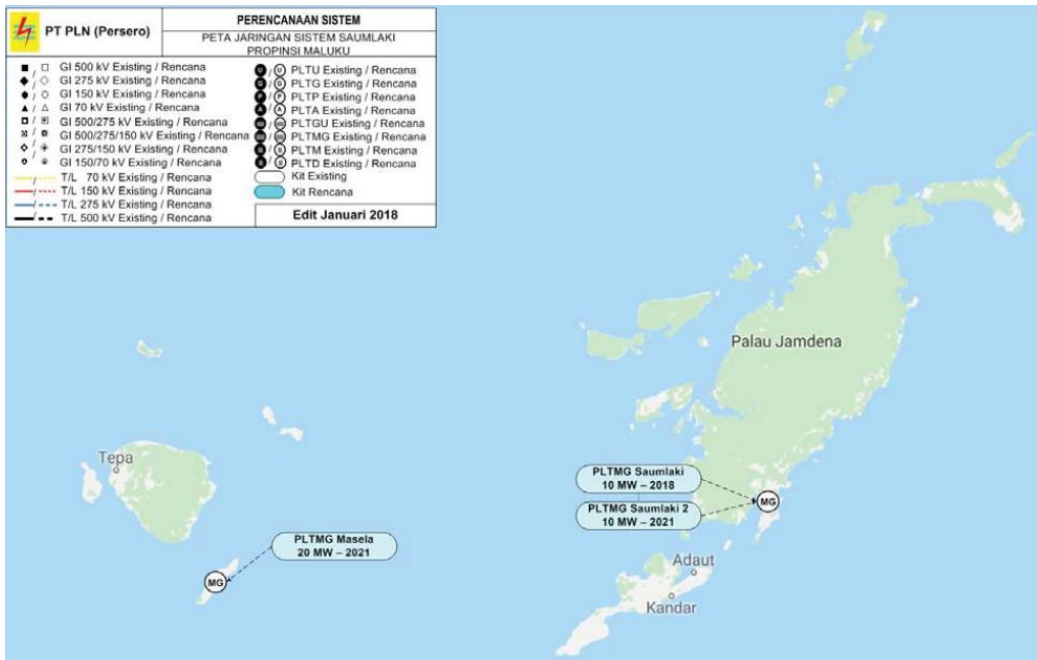 PT PLN (Persero)
PERENCANAAN SISTEM
PETA JARINGAN SISTEM SAUMLAKI
PROPINSI MALUKU
GI 500 kV Existing / Rencana
GI 275 kV Existing / Rencana
GI 150 kV Existing / Rencana
GI 70 kV Existing / Rencana
GI 500/275 kV Existing / Rencana
GI 500/275/150 kV Existing / Rencana
GI 275/150 kV Existing / Rencana
GI 150/70 kV Existing / Rencana
T/L 70 kV Existing / Rencana
T/L 150 kV Existing / Rencana
T/L 275 kV Existing / Rencana
T/L 500 kV Existing / Rencana
U / U PLTU Existing / Rencana
G / G PLTG Existing / Rencana
P / P PLTP Existing / Rencana
A / A PLTA Existing / Rencana
PLTGU Existing / Rencana
PLTMG Existing / Rencana
PLTM Existing / Rencana
PLTD Existing / Rencana
Kit Existing
Kit Rencana
Edit Januari 2018
Palau Jamdena
Tepa
PLTMG Saumlaki
10 MW – 2018
MG
PLTMG Saumlaki 2
10 MW – 2021
PLTMG Masela
20 MW – 2021
MG
Adaut
Kandar